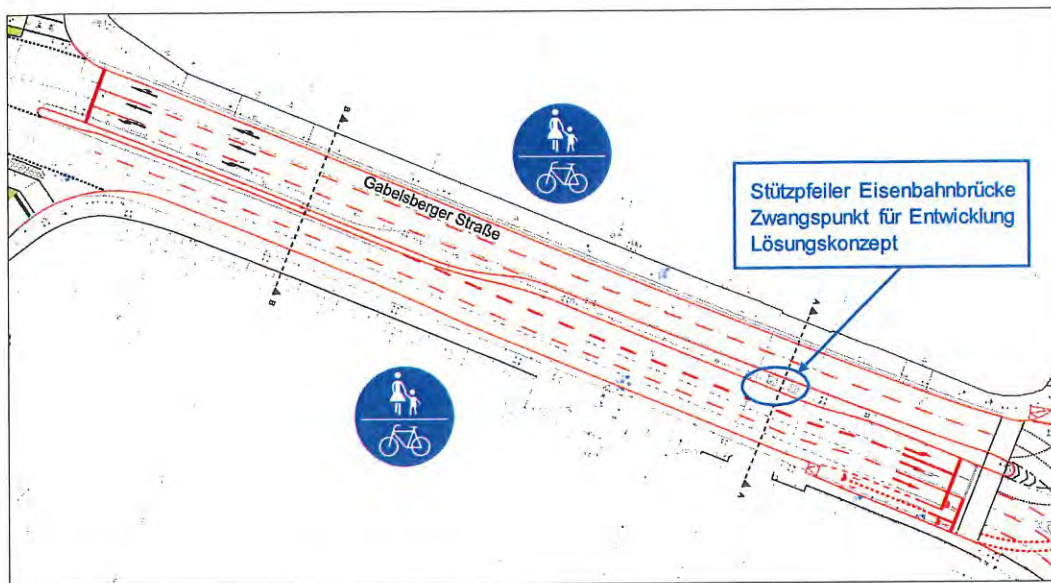 B
Gabelsberger Straße
Stützpfeiler Eisenbahnbrücke
Zwangspunkt für Entwicklung
Lösungskonzept
A
B
A